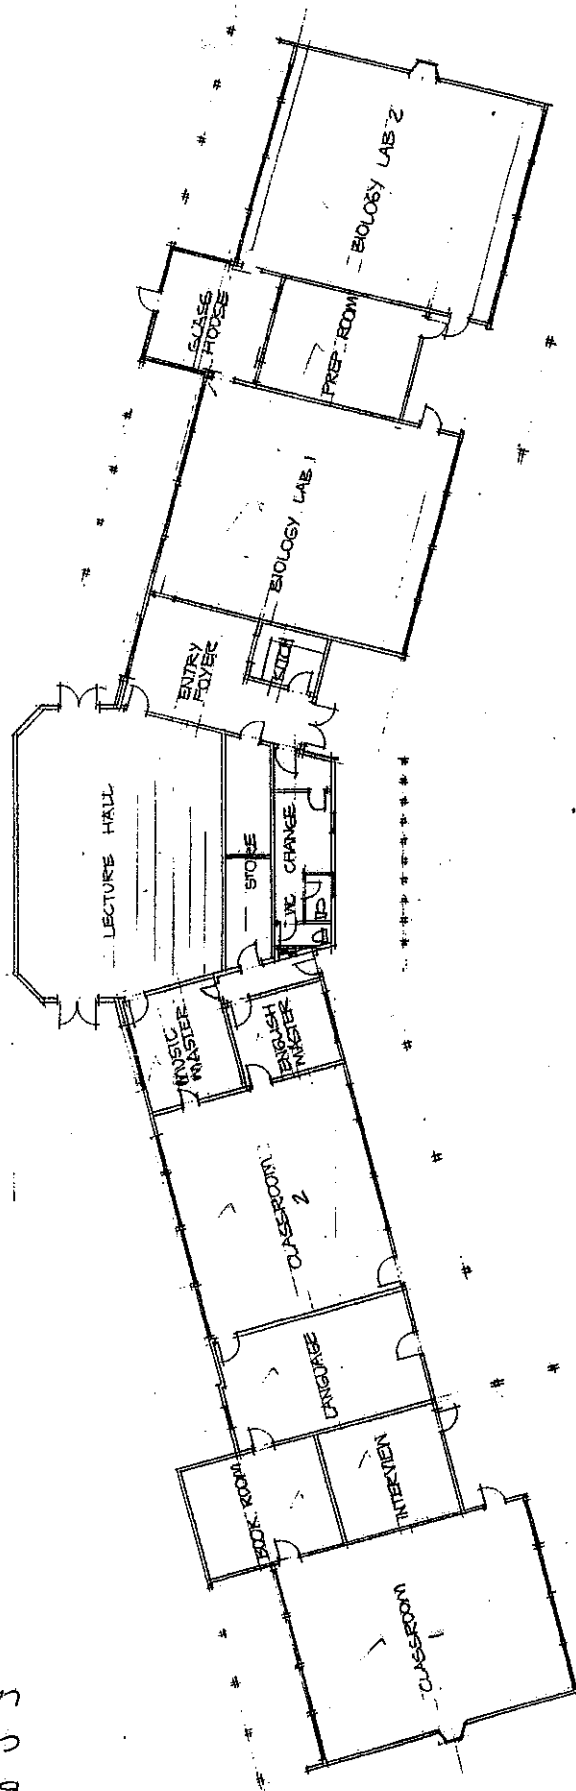 BIOLOGY LAB 2
GLASS
HOUSE
PREP ROOM
BIOLOGY LAB 1
ENTRY
FOYER
KITCH
LECTURE HALL
STORE
WC CHANGE
MUSIC
MASTER
ENGLISH
MASTER
CLASSROOM
2
LANGUAGE
BOOK ROOM
INTERVIEW
CLASSROOM
1